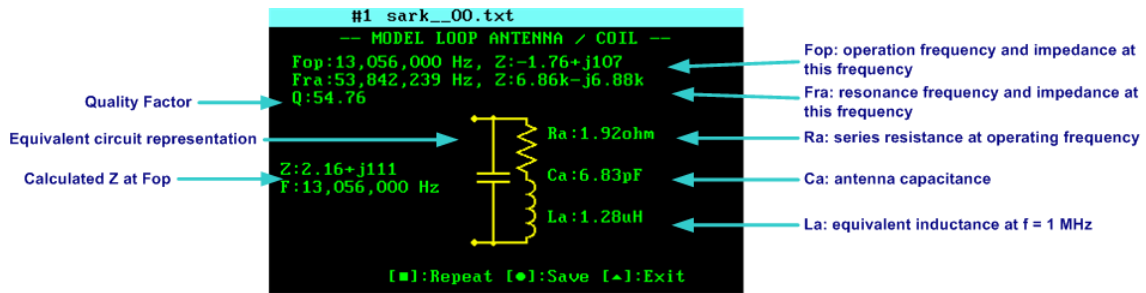 #1 sark__00.txt
-- MODEL LOOP ANTENNA / COIL --
Fop:13,056,000 Hz, Z:-1.76+j107
Fra:53,842,239 Hz, Z:6.86k-j6.88k
Q:54.76
Ra:1.92ohm
Z:2.16+j111
F:13,056,000 Hz
Ca:6.83pF
La:1.28uH
[■]:Repeat [●]:Save [▲]:Exit
Quality Factor
Equivalent circuit representation
Calculated Z at Fop
Fop: operation frequency and impedance at
this frequency
Fra: resonance frequency and impedance at
this frequency
Ra: series resistance at operating frequency
Ca: antenna capacitance
La: equivalent inductance at f = 1 MHz